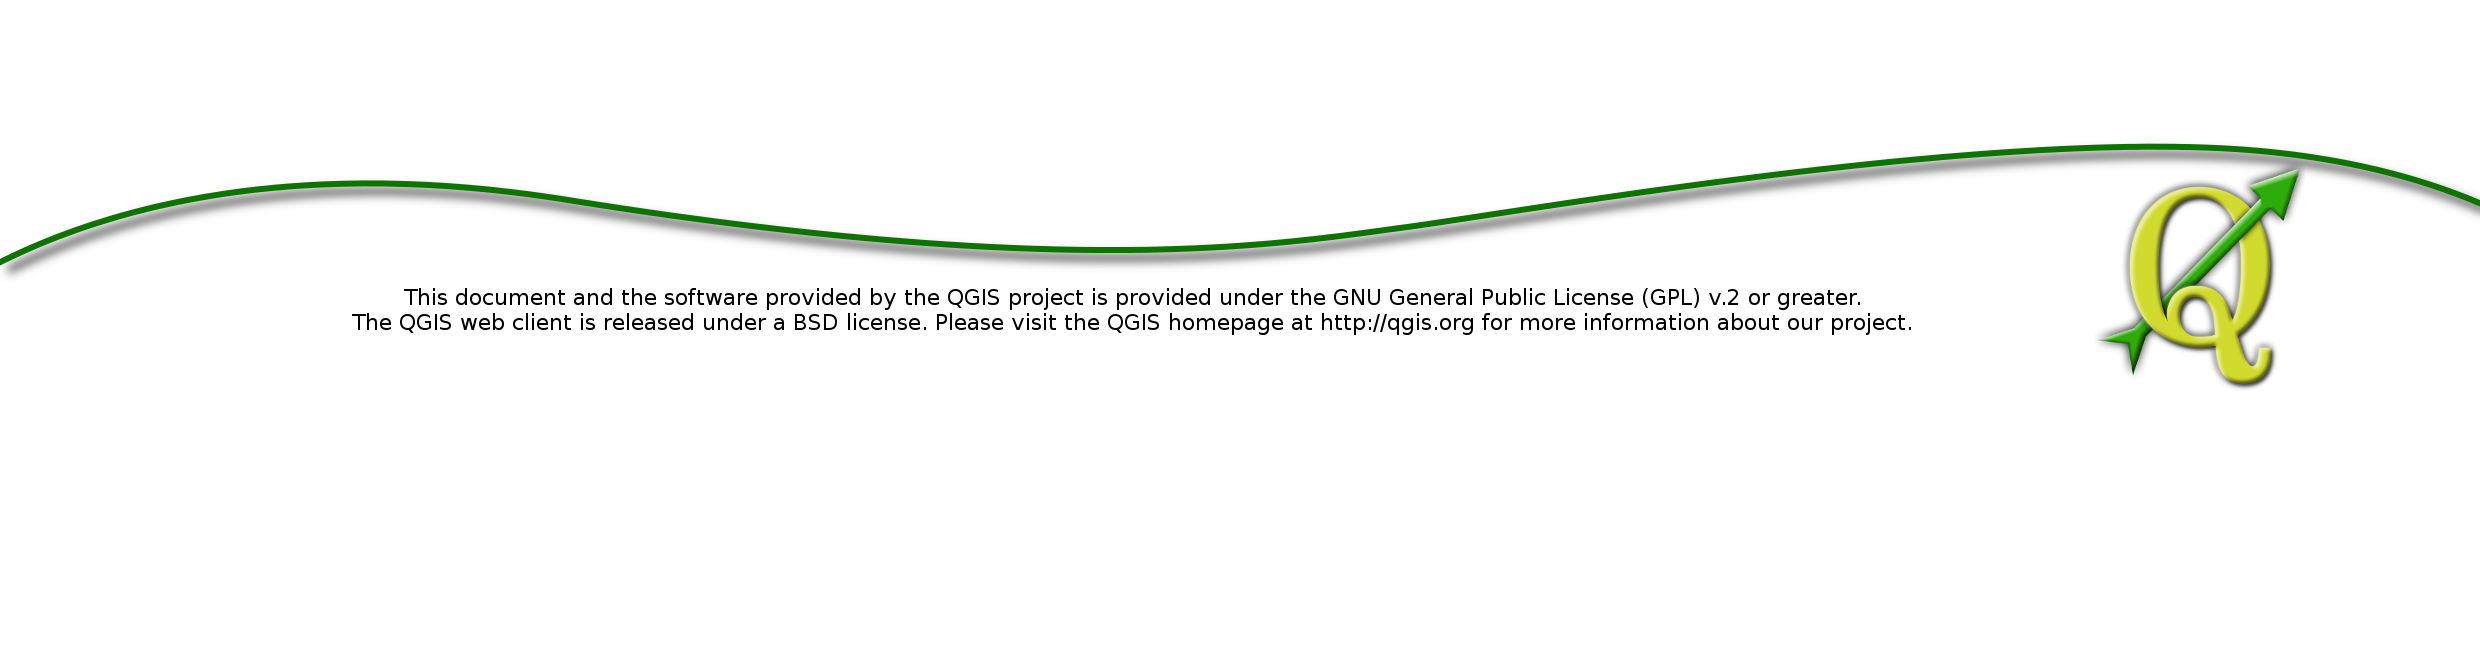 This document and the software provided by the QGIS project is provided under the GNU General Public License (GPL) v.2 or greater.
The QGIS web client is released under a BSD license. Please visit the QGIS homepage at http://qgis.org for more information about our project.
Q